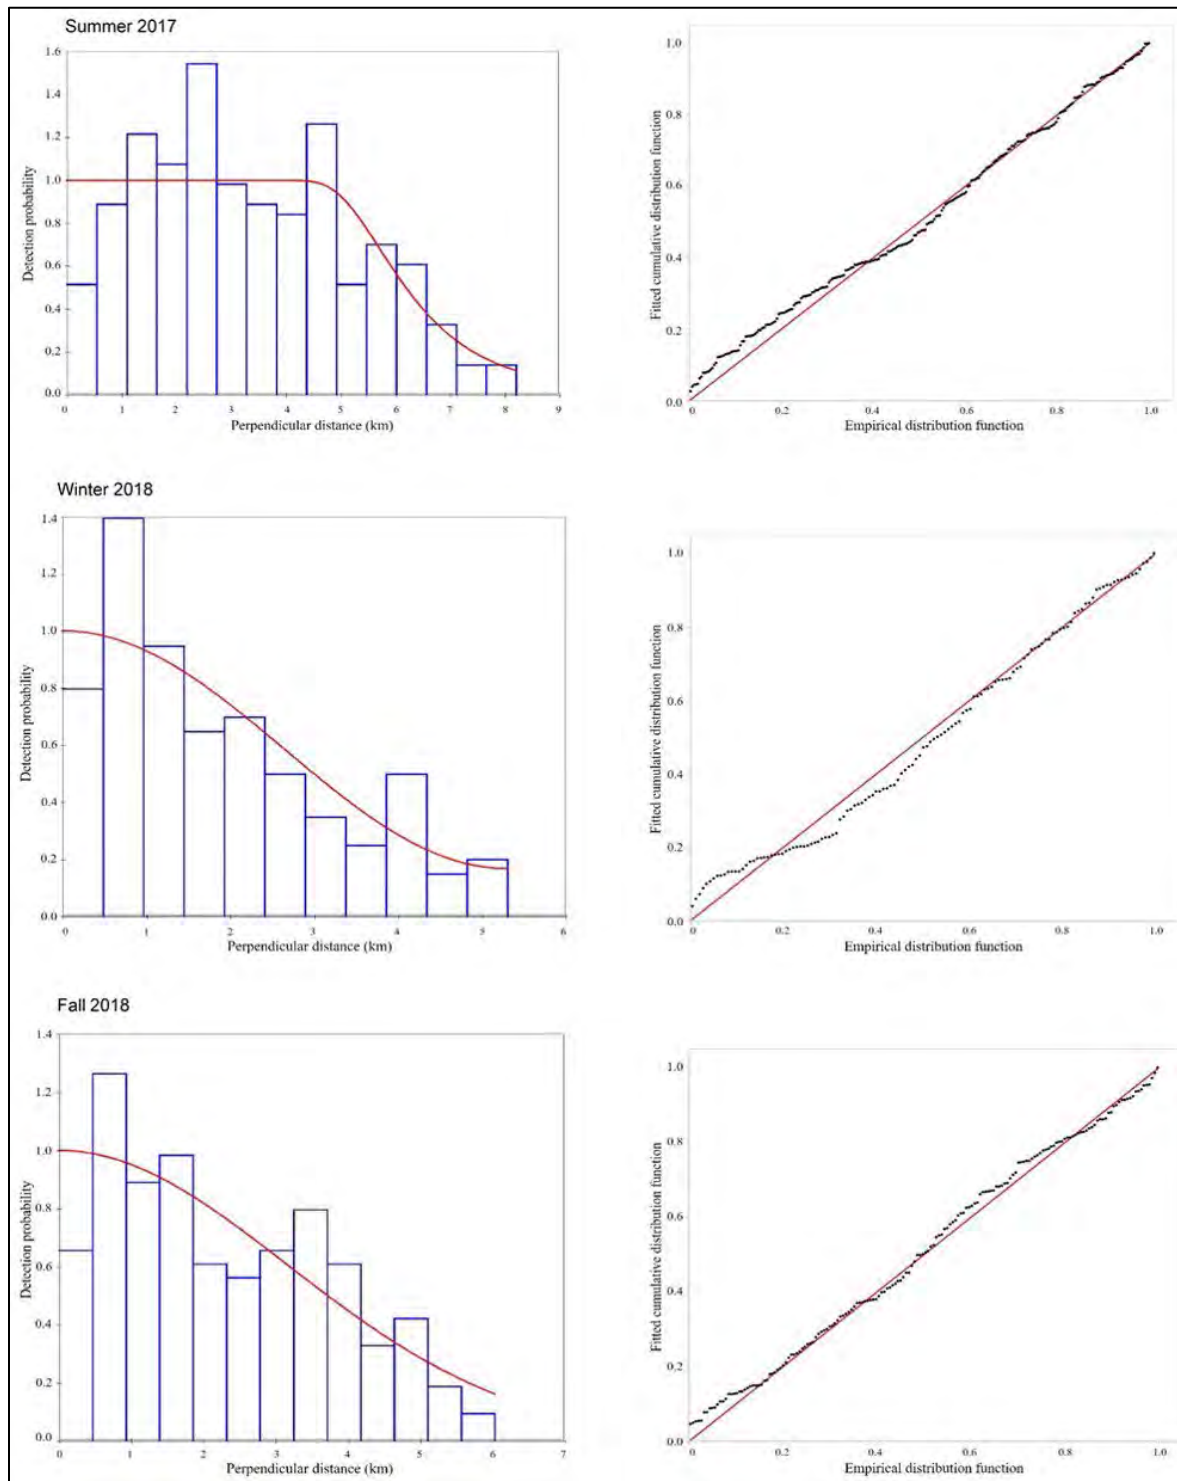 Summer 2017
1.6
1.4
1.2
1.0
0.8
0.6
0.4
0.2
0.0
Detection probability
0 1 2 3 4 5 6 7 8 9
Perpendicular distance (km)
1.0
0.8
0.6
0.4
0.2
0.0
Fitted cumulative distribution function
0 0.2 0.4 0.6 0.8 1.0
Empirical distribution function
Winter 2018
1.4
1.2
1.0
0.8
0.6
0.4
0.2
0.0
Detection probability
0 1 2 3 4 5 6
Perpendicular distance (km)
1.0
0.8
0.6
0.4
0.2
0.0
Fitted cumulative distribution function
0 0.2 0.4 0.6 0.8 1.0
Empirical distribution function
Fall 2018
1.4
1.2
1.0
0.8
0.6
0.4
0.2
0.0
Detection probability
0 1 2 3 4 5 6 7
Perpendicular distance (km)
1.0
0.8
0.6
0.4
0.2
0.0
Fitted cumulative distribution function
0 0.2 0.4 0.6 0.8 1.0
Empirical distribution function